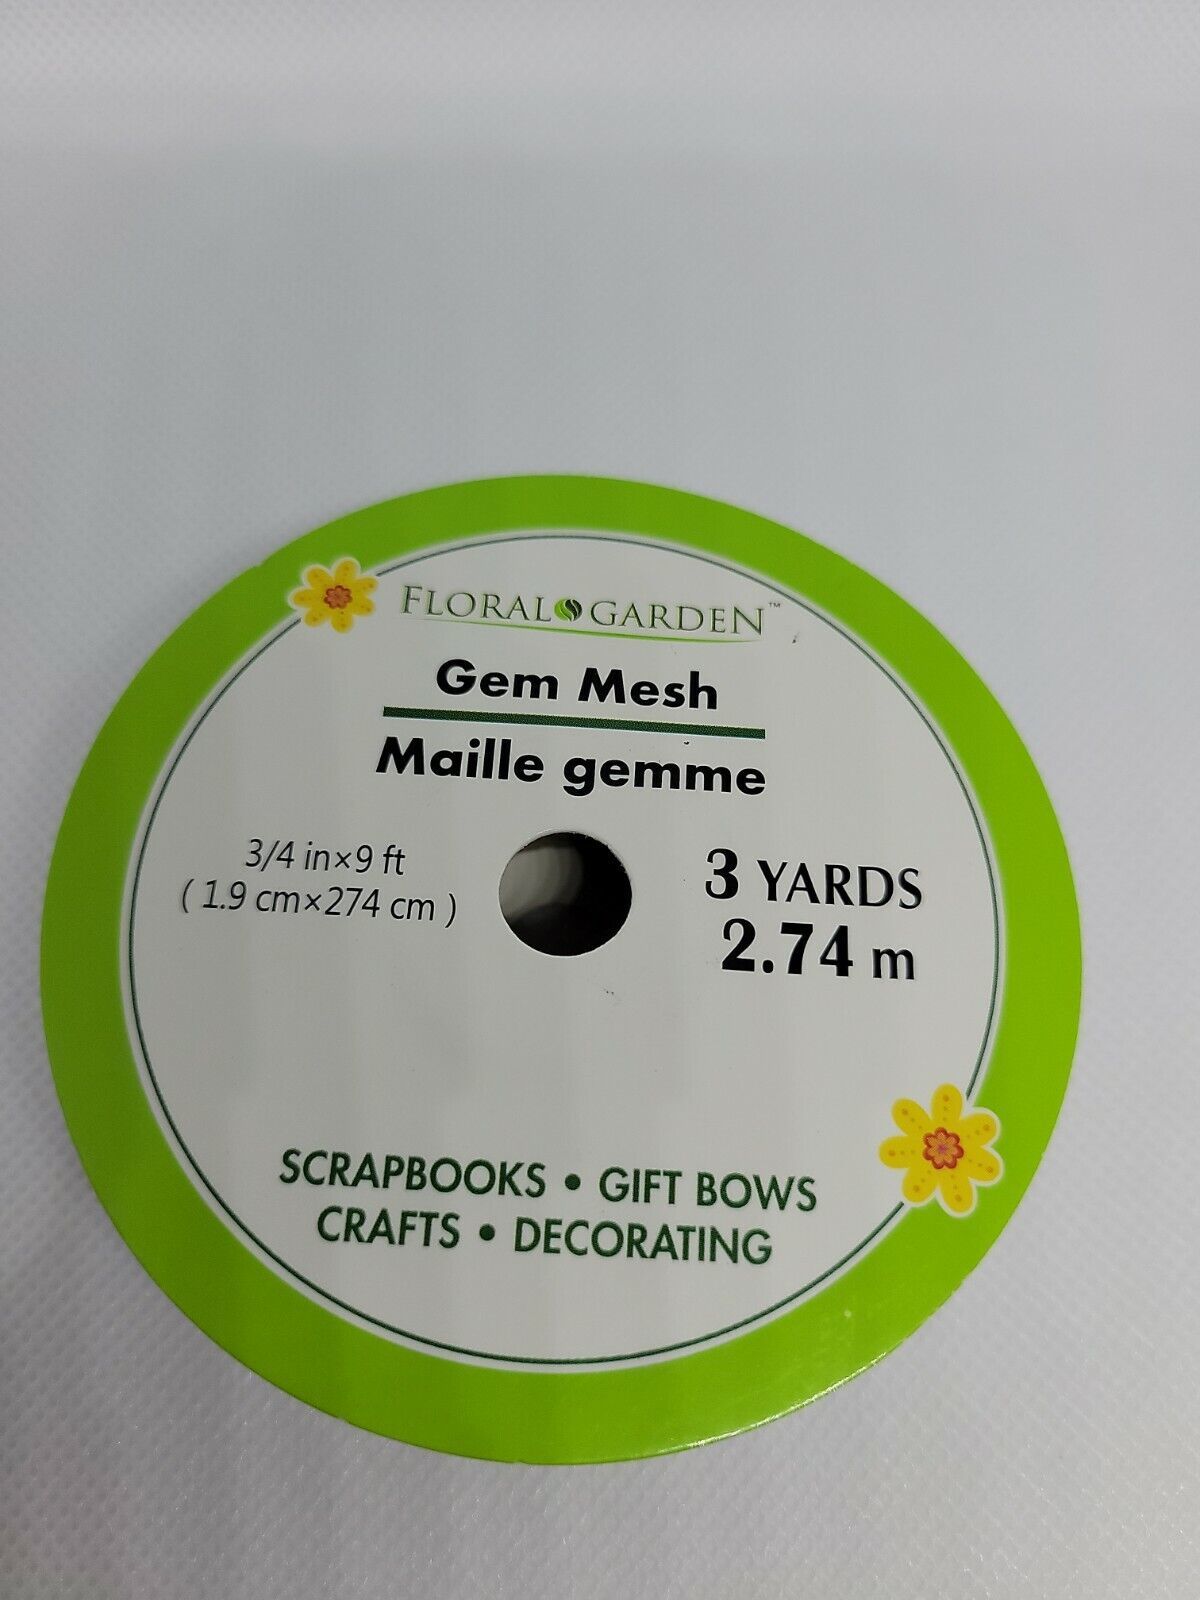 FLORAL GARDEN™
Gem Mesh
Maille gemme
3/4 in×9 ft
( 1.9 cm×274 cm )
3 YARDS
2.74 m
SCRAPBOOKS • GIFT BOWS
CRAFTS • DECORATING